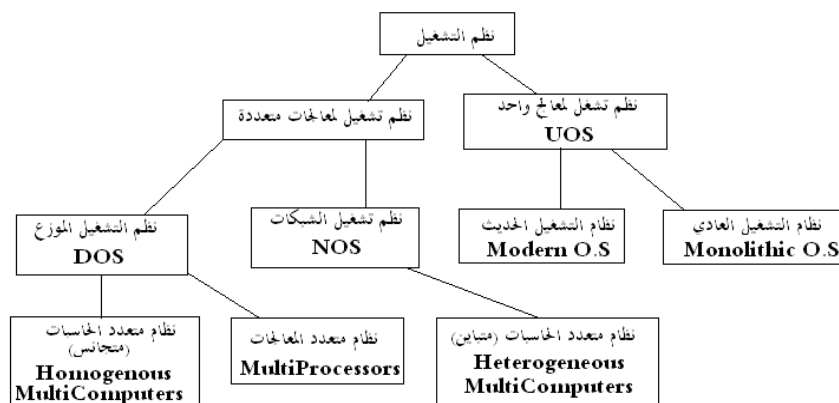 نظم التشغيل
نظم تشغل لمعالج واحد
UOS
نظم تشغيل لمعالجات متعددة
نظام التشغيل العادي
Monolithic O.S
نظام التشغيل الحديث
Modern O.S
نظم تشغيل الشبكات
NOS
نظم التشغيل الموزع
DOS
نظام متعدد الحاسبات (متباين)
Heterogeneous
MultiComputers
نظام متعدد المعالجات
MultiProcessors
نظام متعدد الحاسبات
(متجانس)
Homogenous
MultiComputers